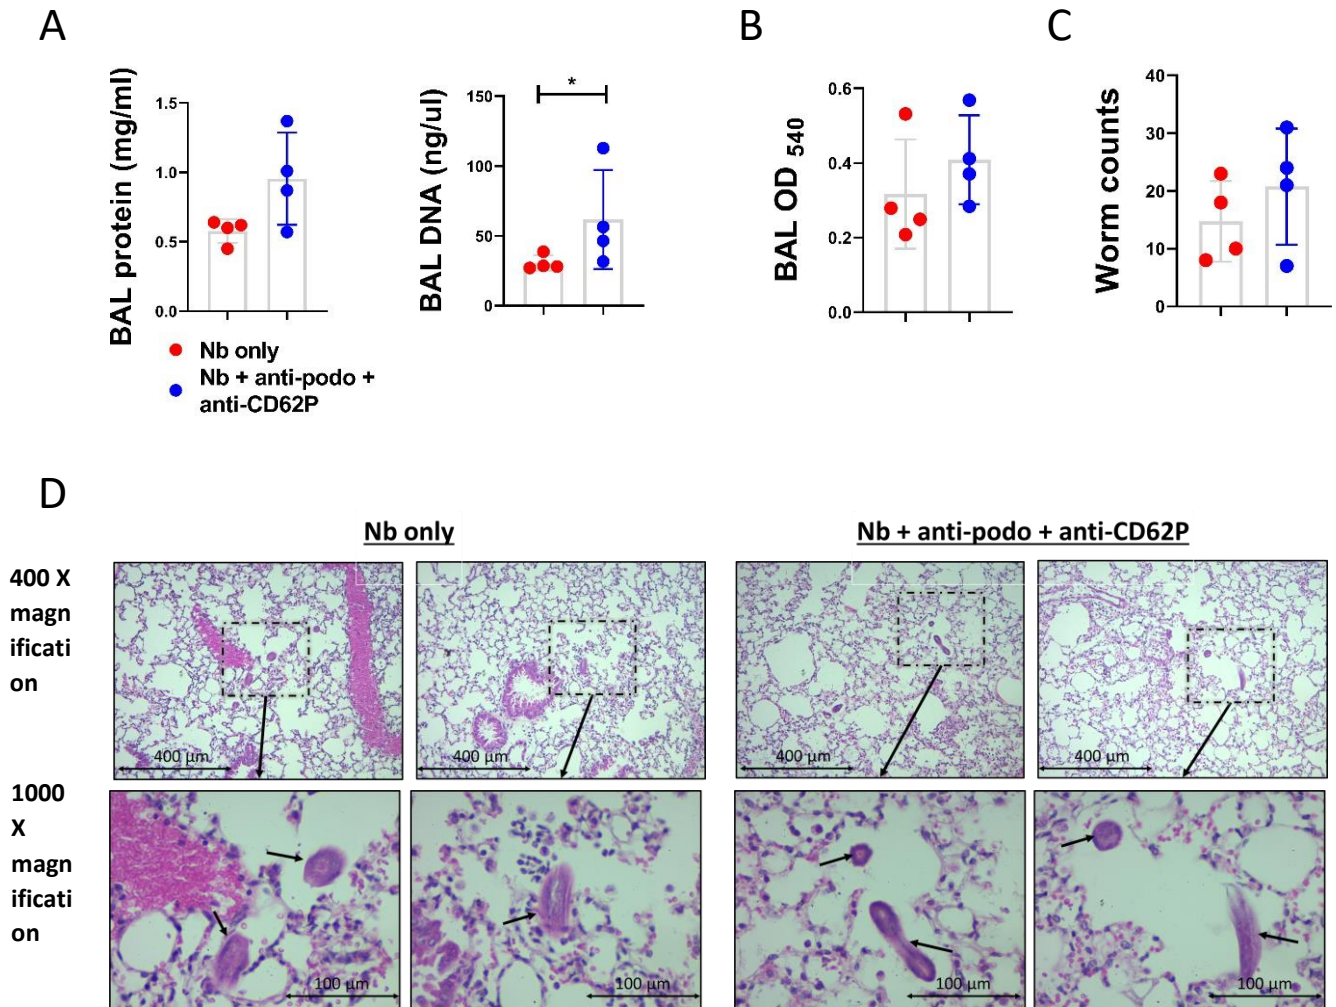 A
B
C
BAL protein (mg/ml)
1.5
1.0
0.5
0.0
BAL DNA (ng/ul)
150
100
50
0
*
BAL OD 540
0.6
0.4
0.2
0.0
Worm counts
40
30
20
10
0
Nb only
Nb + anti-podo +
anti-CD62P
D
Nb only
Nb + anti-podo + anti-CD62P
400 X
magn
ificati
on
400 µm
400 µm
400 µm
400 µm
1000
X
magn
ificati
on
100 µm
100 µm
100 µm
100 µm